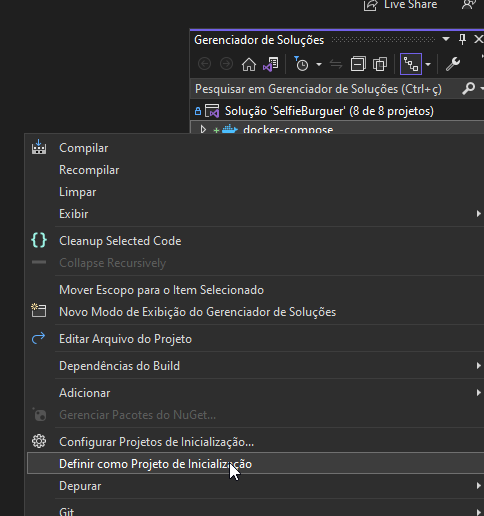 Live Share
Gerenciador de Soluções
Pesquisar em Gerenciador de Soluções (Ctrl+ç)
Solução 'SelfieBurguer' (8 de 8 projetos)
docker-compose
Compilar
Recompilar
Limpar
Exibir
Cleanup Selected Code
Collapse Recursively
Mover Escopo para o Item Selecionado
Novo Modo de Exibição do Gerenciador de Soluções
Editar Arquivo do Projeto
Dependências do Build
Adicionar
Gerenciar Pacotes do NuGet...
Configurar Projetos de Inicialização...
Definir como Projeto de Inicialização
Depurar
Git